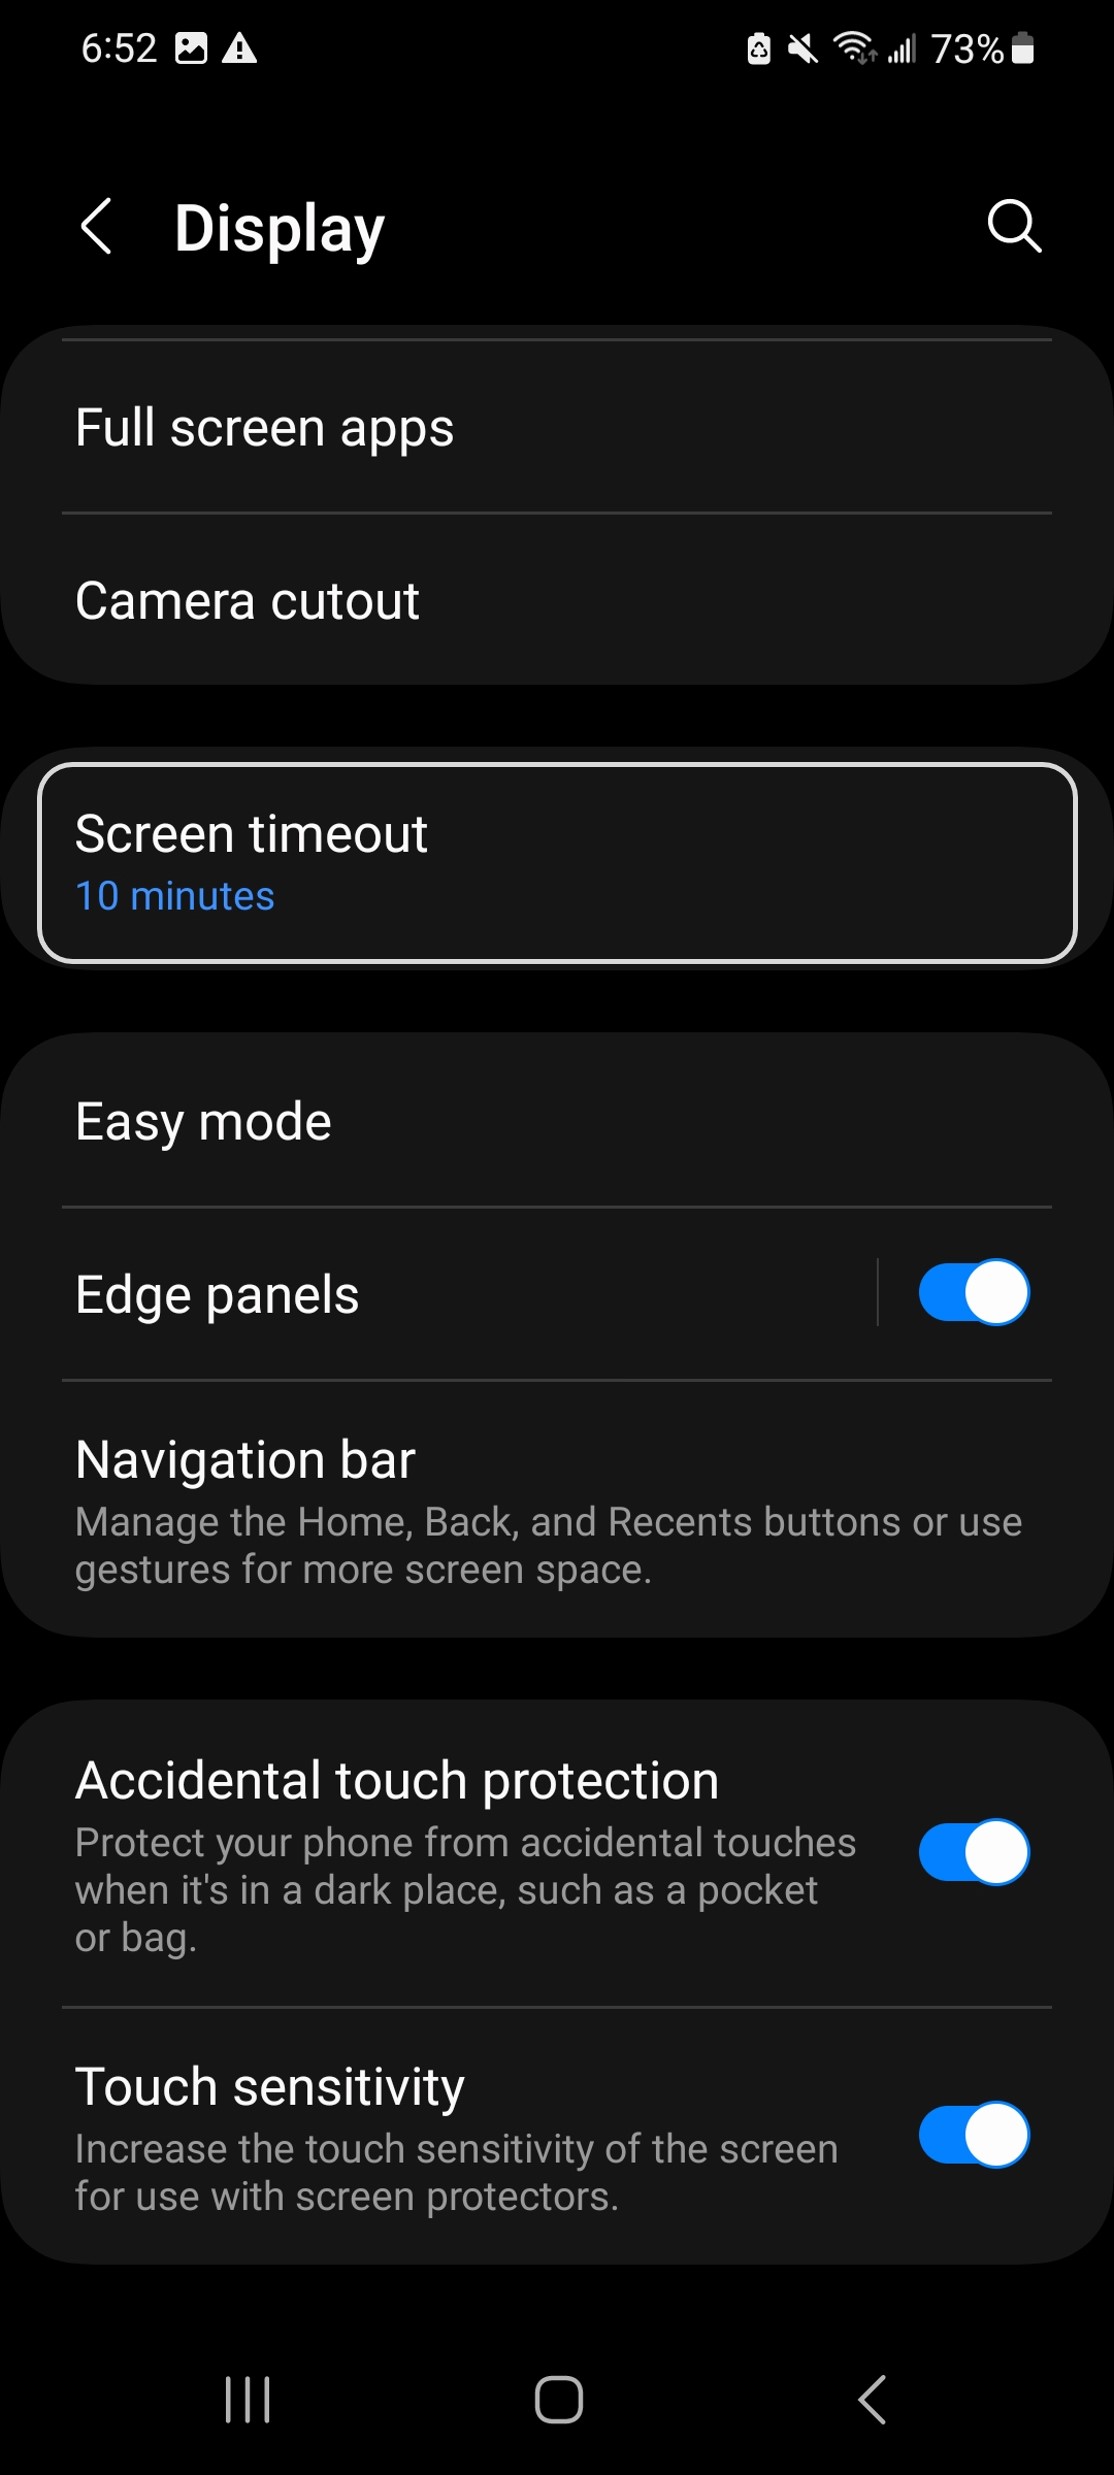 6:52 73%
Display
Full screen apps
Camera cutout
Screen timeout
10 minutes
Easy mode
Edge panels
Navigation bar
Manage the Home, Back, and Recents buttons or use
gestures for more screen space.
Accidental touch protection
Protect your phone from accidental touches
when it's in a dark place, such as a pocket
or bag.
Touch sensitivity
Increase the touch sensitivity of the screen
for use with screen protectors.